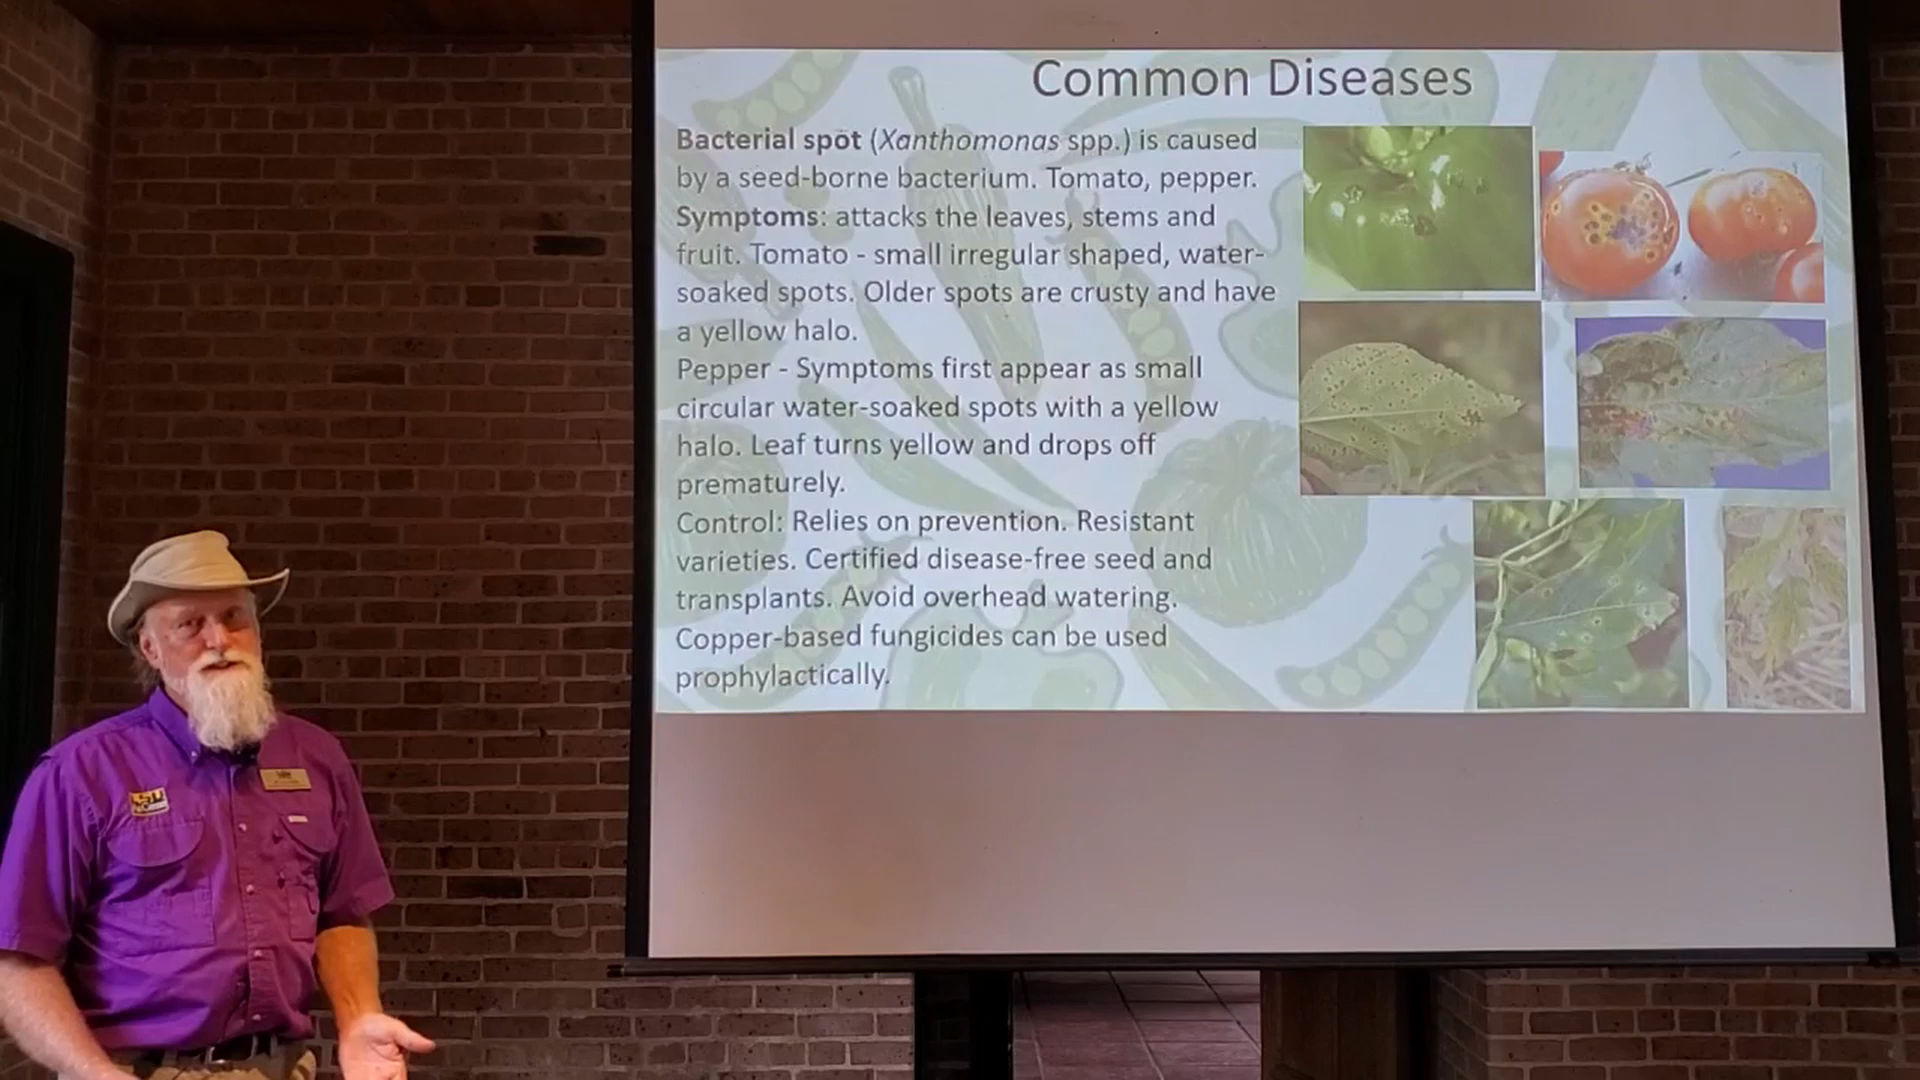 Common Diseases
Bacterial spot (Xanthomonas spp.) is caused
by a seed-borne bacterium. Tomato, pepper.
Symptoms: attacks the leaves, stems and
fruit. Tomato - small irregular shaped, water-
soaked spots. Older spots are crusty and have
a yellow halo.
Pepper - Symptoms first appear as small
circular water-soaked spots with a yellow
halo. Leaf turns yellow and drops off
prematurely.
Control: Relies on prevention. Resistant
varieties. Certified disease-free seed and
transplants. Avoid overhead watering.
Copper-based fungicides can be used
prophylactically.
LSU